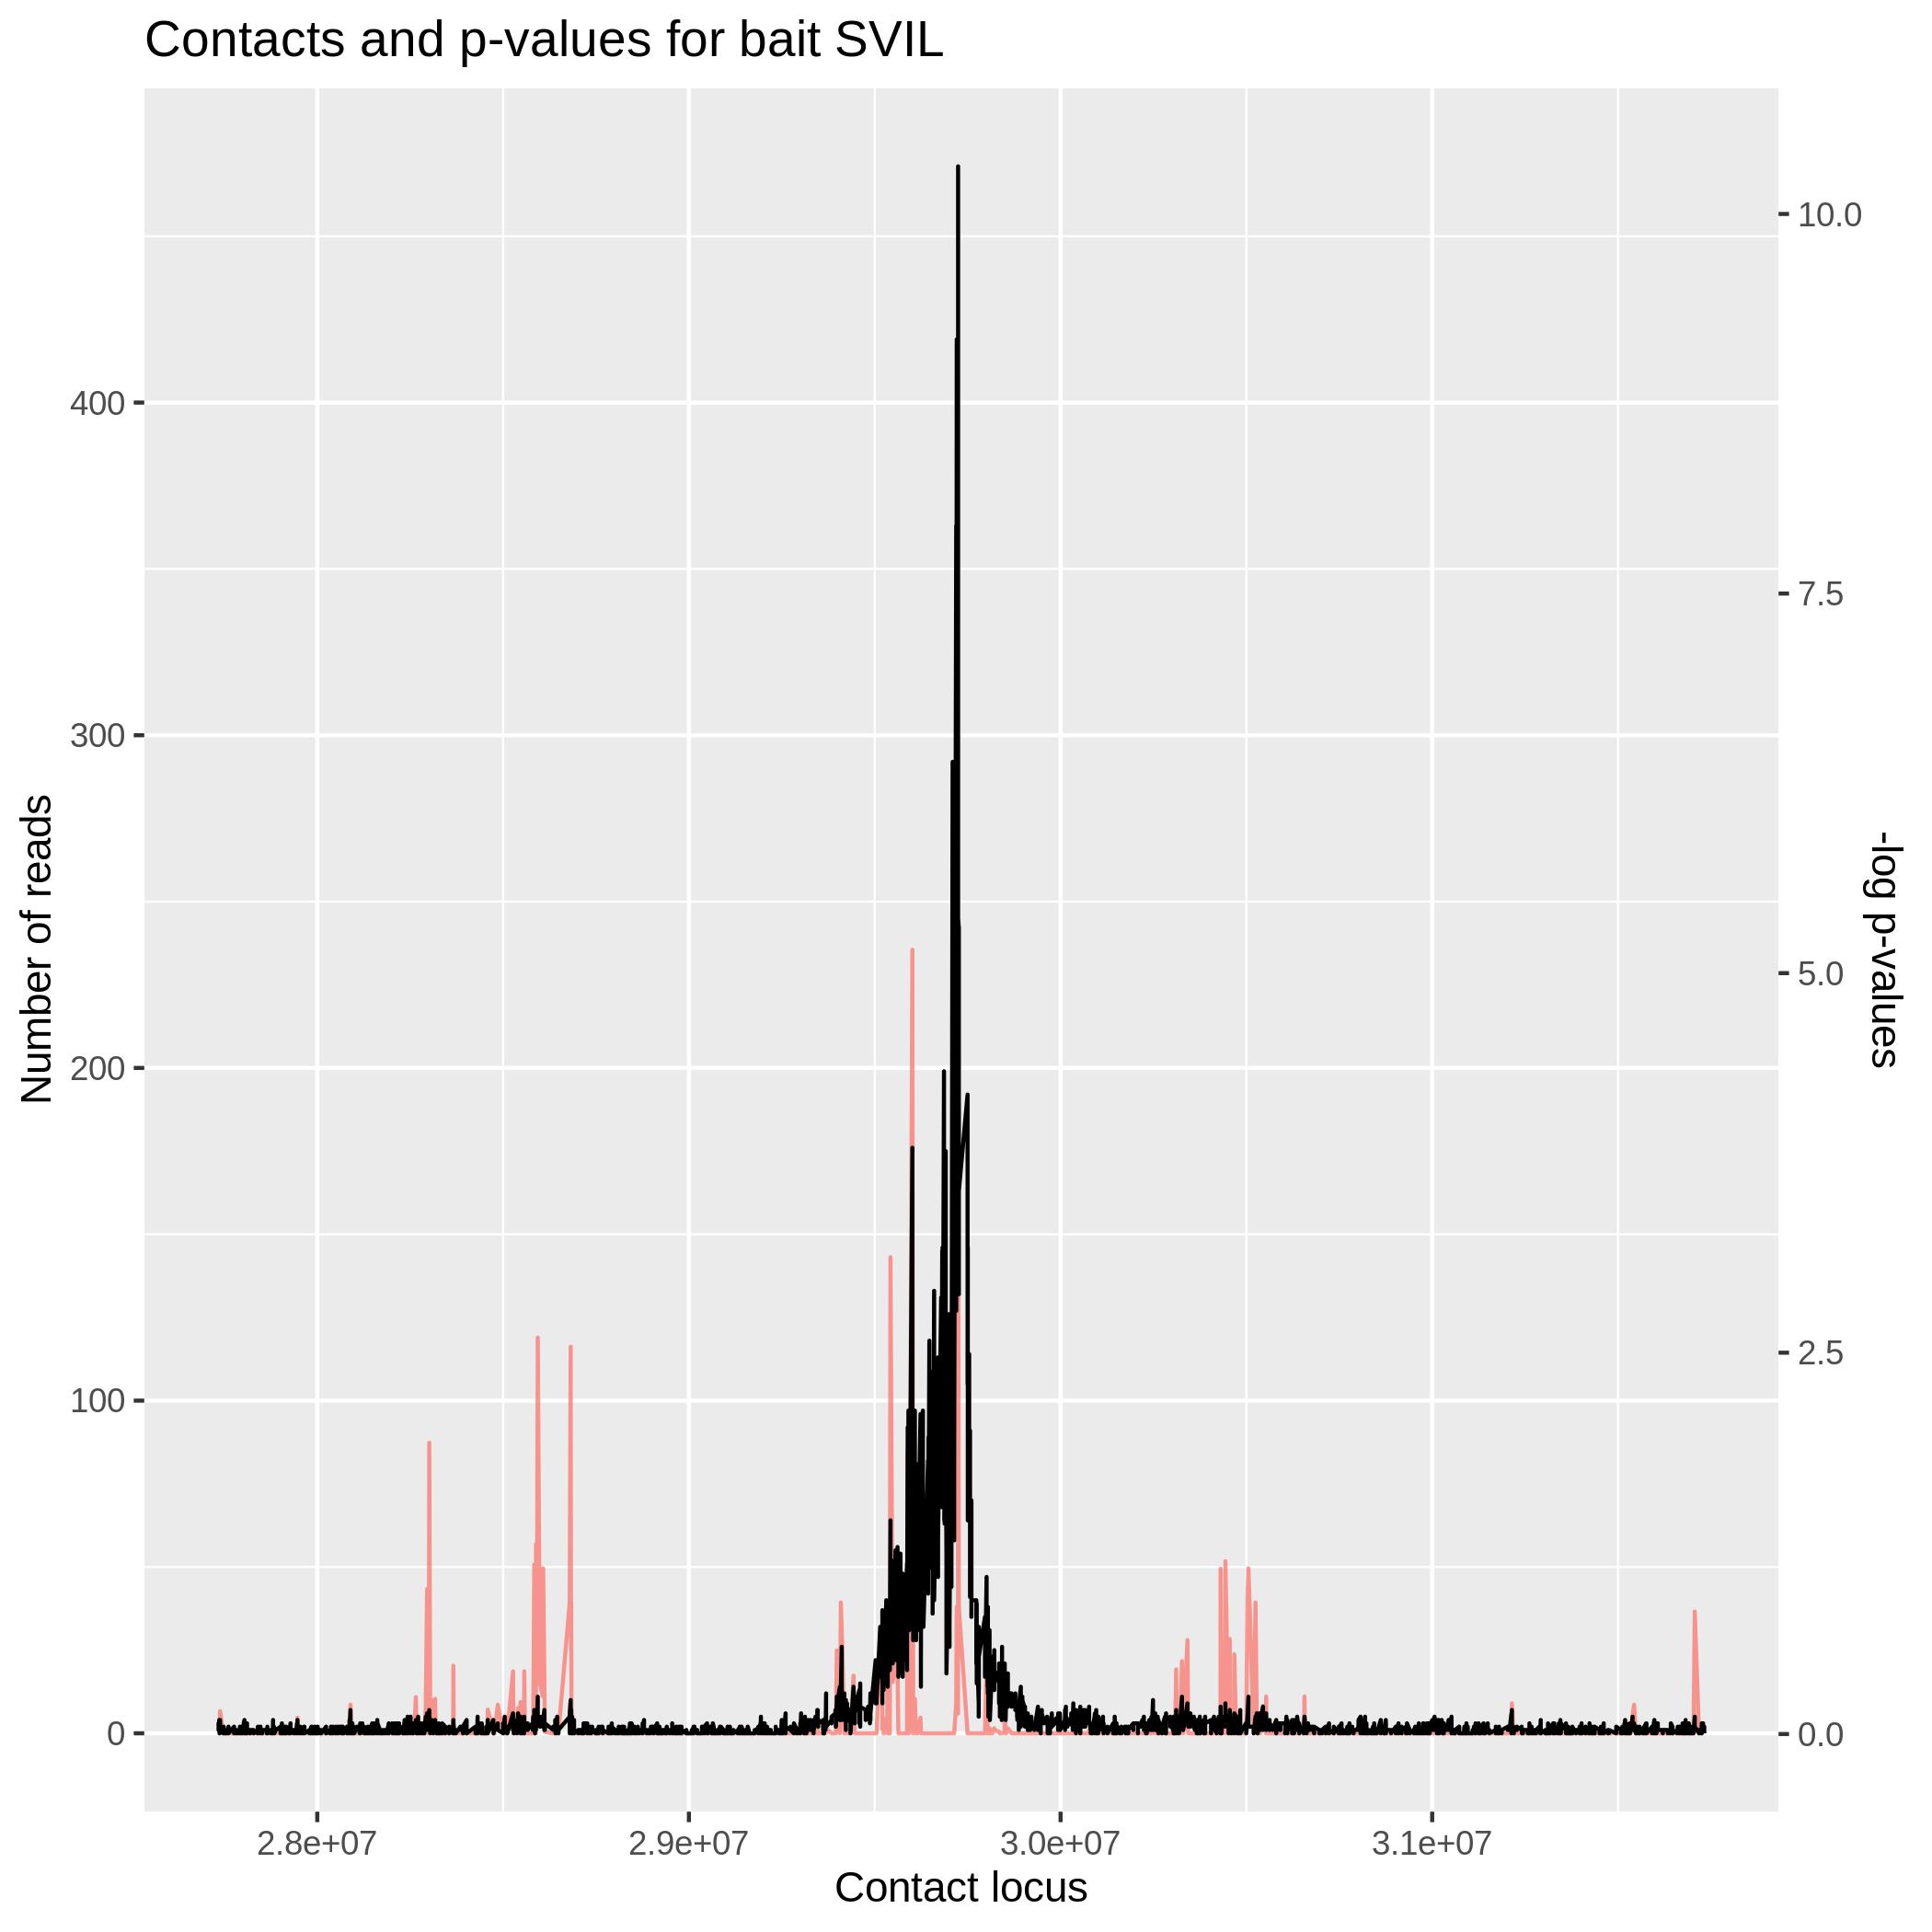 Contacts and p-values for bait SVIL
Number of reads
400
300
200
100
0
10.0
7.5
5.0
2.5
0.0
-log p-values
2.8e+07 2.9e+07 3.0e+07 3.1e+07
Contact locus